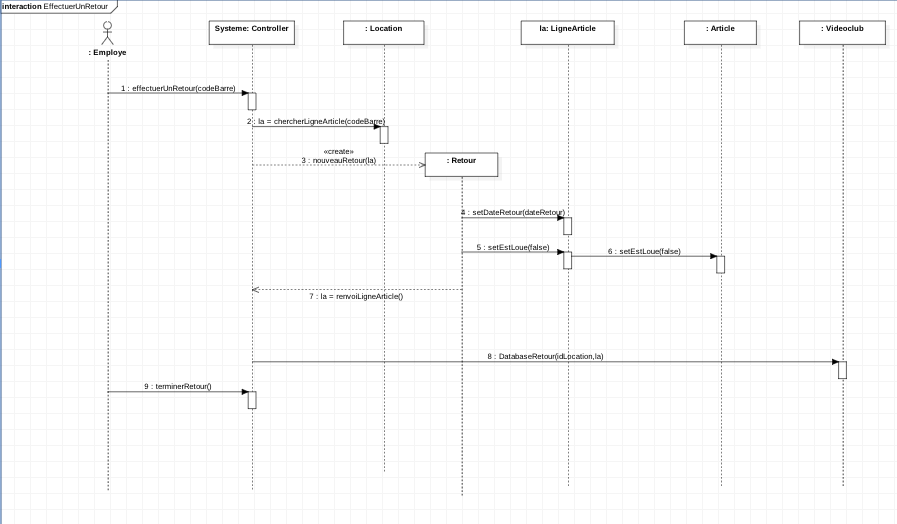 interaction EffectuerUnRetour
: Employe
Systeme: Controller
: Location
la: LigneArticle
: Article
: Videoclub
1 : effectuerUnRetour(codeBarre)
2 : la = chercherLigneArticle(codeBarre)
«create»
3 : nouveauRetour(la)
: Retour
4 : setDateRetour(dateRetour)
5 : setEstLoue(false)
6 : setEstLoue(false)
7 : la = renvoiLigneArticle()
8 : DatabaseRetour(idLocation,la)
9 : terminerRetour()